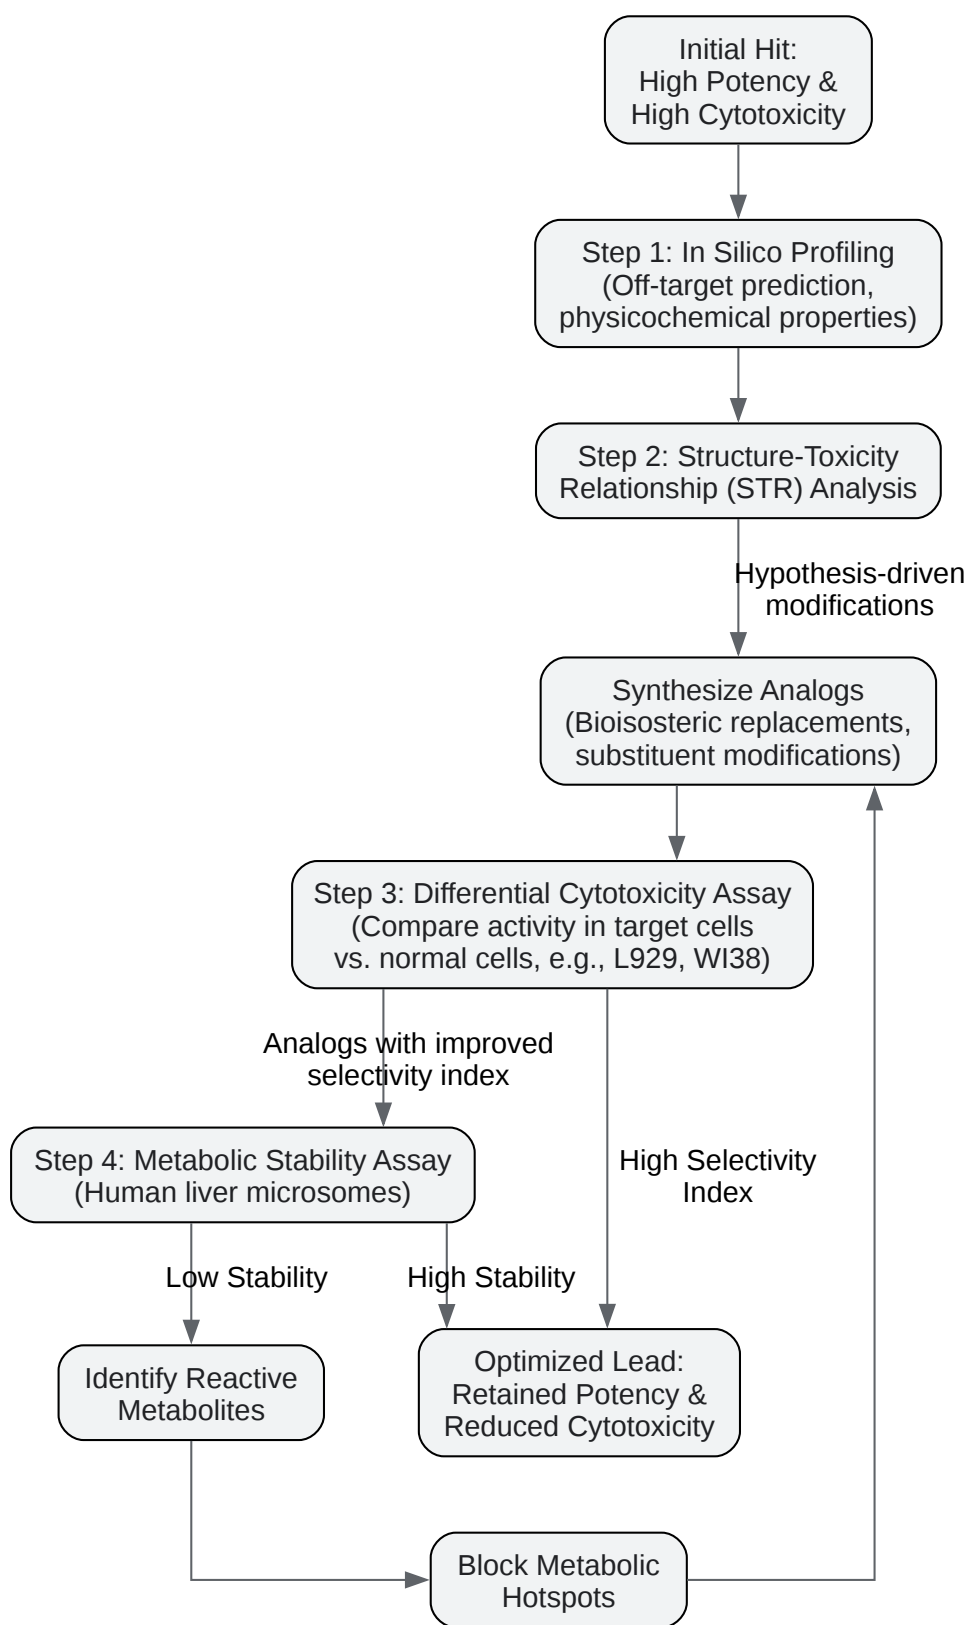 Initial Hit:
High Potency &
High Cytotoxicity
Step 1: In Silico Profiling
(Off-target prediction,
physicochemical properties)
Step 2: Structure-Toxicity
Relationship (STR) Analysis
Hypothesis-driven
modifications
Synthesize Analogs
(Bioisosteric replacements,
substituent modifications)
Step 3: Differential Cytotoxicity Assay
(Compare activity in target cells
vs. normal cells, e.g., L929, WI38)
Analogs with improved
selectivity index
Step 4: Metabolic Stability Assay
(Human liver microsomes)
High Selectivity
Index
Low Stability
High Stability
Identify Reactive
Metabolites
Optimized Lead:
Retained Potency &
Reduced Cytotoxicity
Block Metabolic
Hotspots